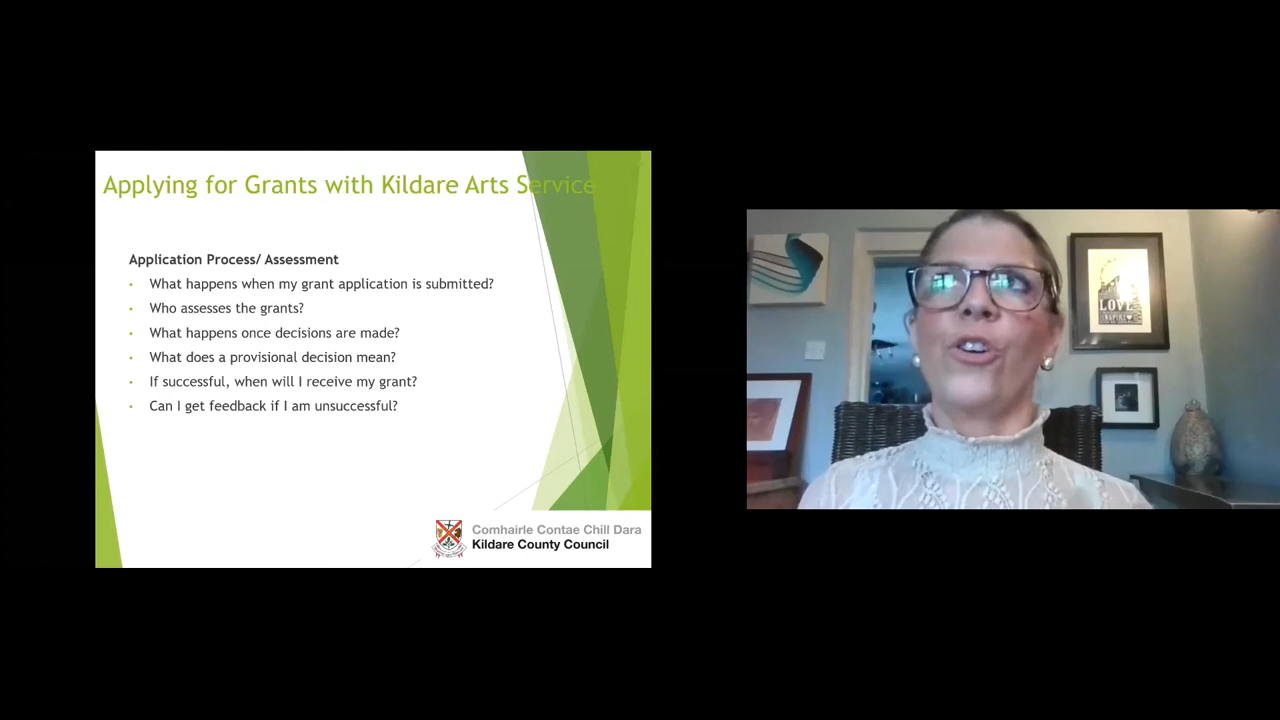 Applying for Grants with Kildare Arts Service
Application Process/ Assessment
• What happens when my grant application is submitted?
• Who assesses the grants?
• What happens once decisions are made?
• What does a provisional decision mean?
• If successful, when will I receive my grant?
• Can I get feedback if I am unsuccessful?
Comhairle Contae Chill Dara
Kildare County Council
LOVE